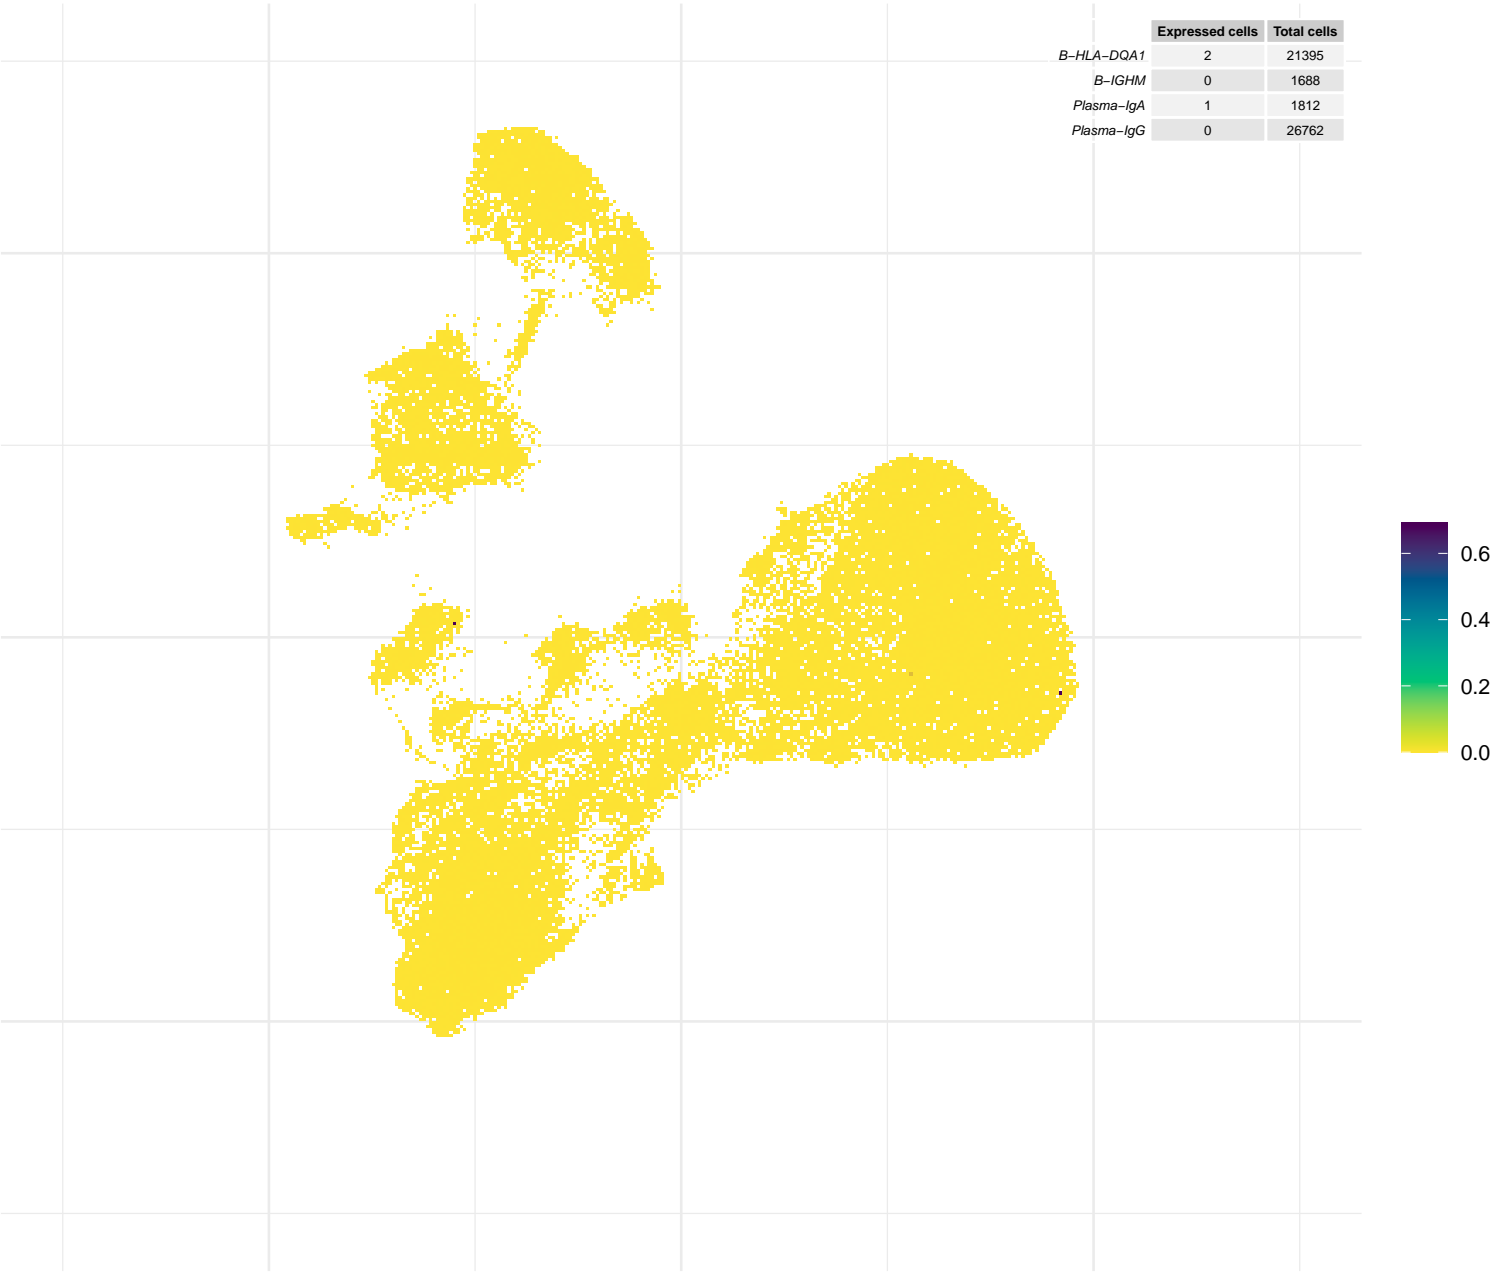 Expressed cells Total cells
B−HLA−DQA1 2 21395
B−IGHM 0 1688
Plasma−IgA 1 1812
Plasma−IgG 0 26762
0.6
0.4
0.2
0.0